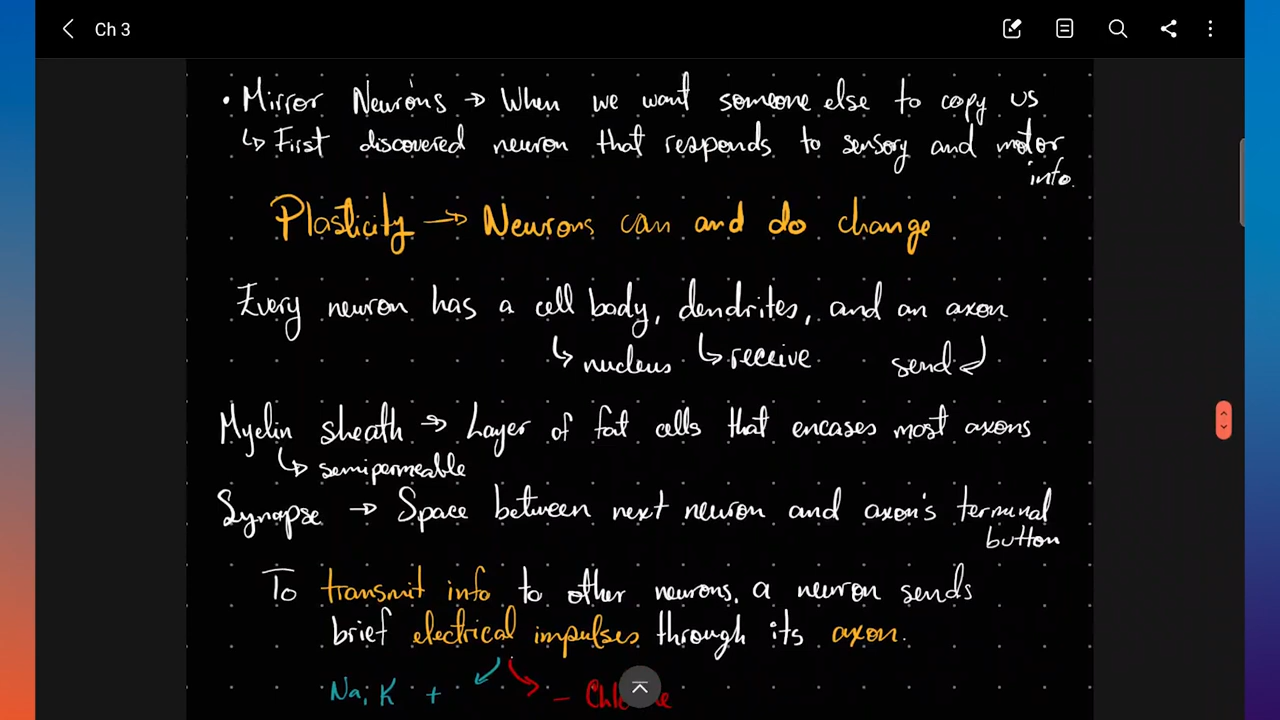 Ch 3
• Mirror Neurons → When we want someone else to copy us
↳ First discovered neuron that responds to sensory and motor
info.
Plasticity → Neurons can and do change
Every neuron has a cell body, dendrites, and an axon
↳ nucleus ↳ receive send ↲
Myelin sheath → Layer of fat cells that encases most axons
↳ semipermeable
Synapse → Space between next neuron and axon's terminal
button
To transmit info to other neurons, a neuron sends
brief electrical impulses through its axon.
Na, K + −